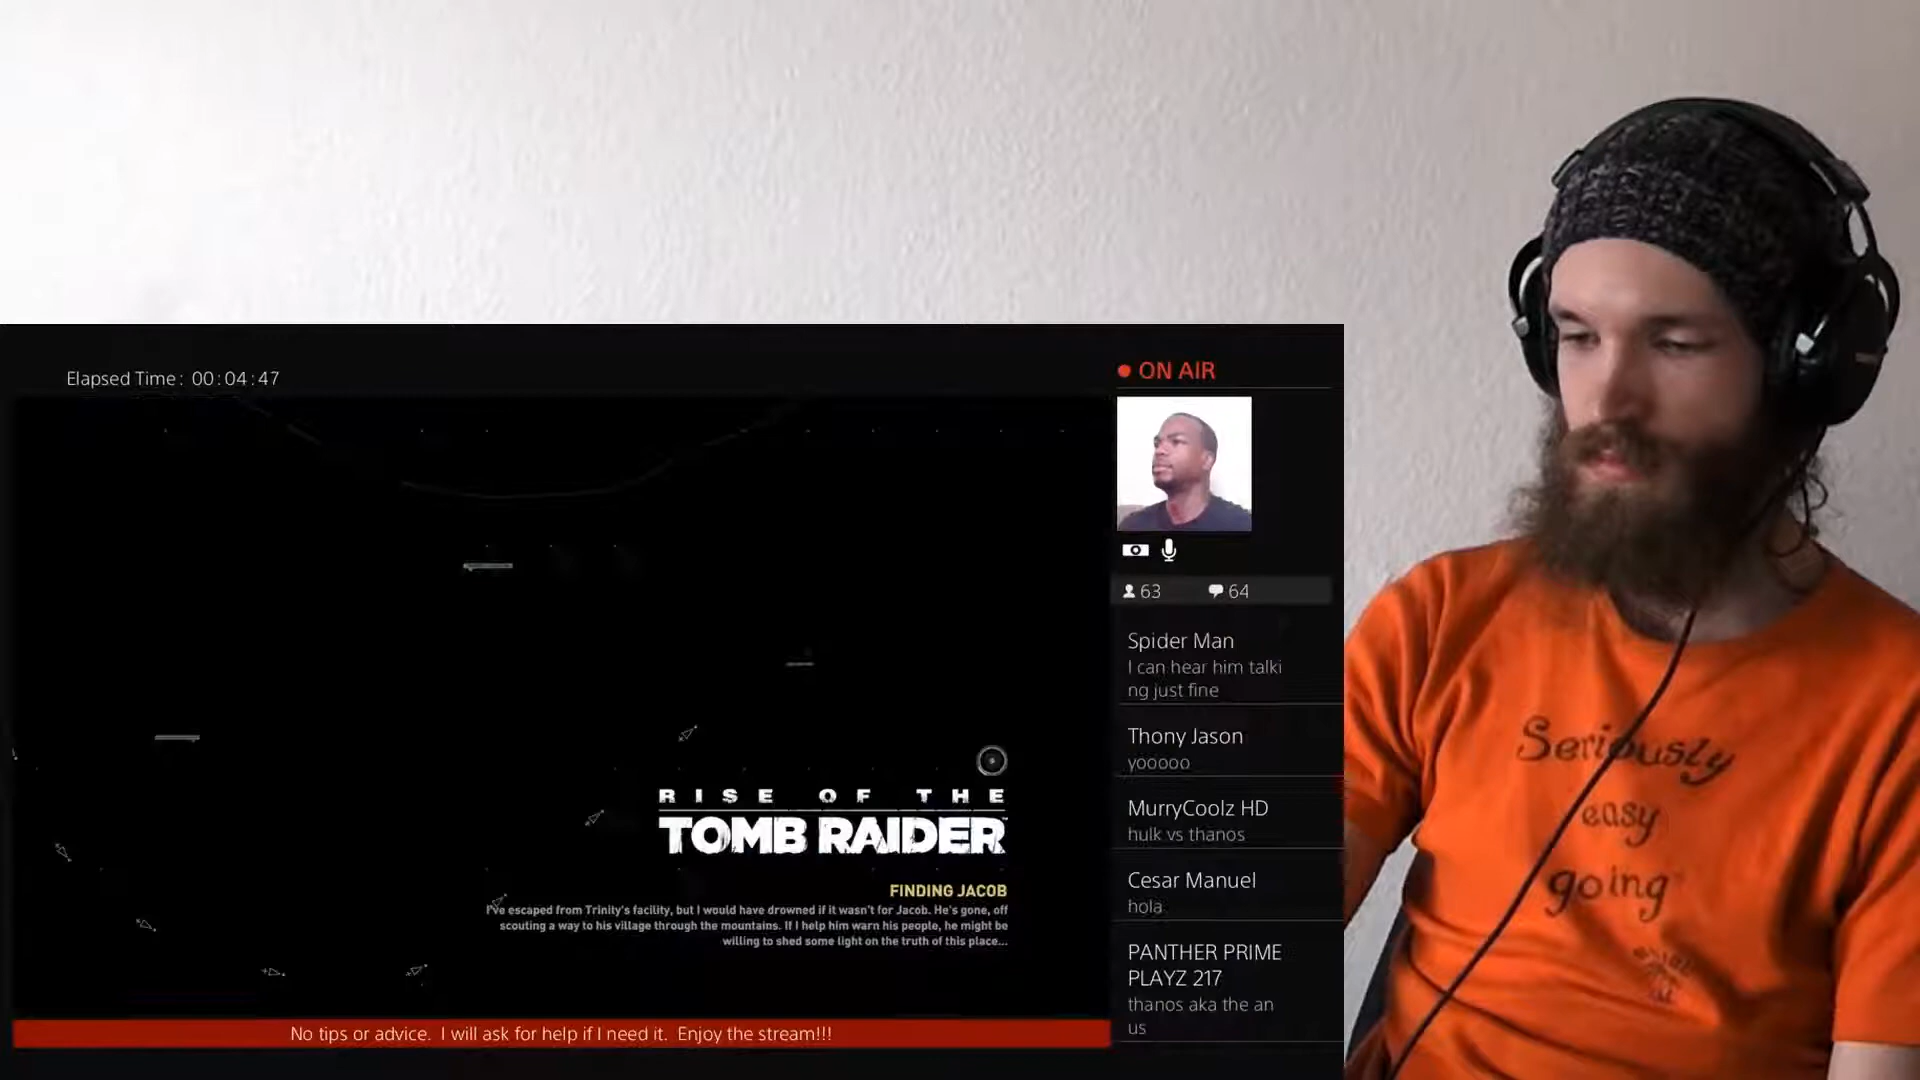 Elapsed Time: 00:04:47
ON AIR
63 64
Spider Man
I can hear him talki
ng just fine
Thony Jason
yooooo
MurryCoolz HD
hulk vs thanos
Cesar Manuel
hola
PANTHER PRIME
PLAYZ 217
thanos aka the an
us
RISE OF THE
TOMB RAIDER
FINDING JACOB
I've escaped from Trinity's facility, but I would have drowned if it wasn't for Jacob. He's gone, off
scouting a way to his village through the mountains. If I help him warn his people, he might be
willing to shed some light on the truth of this place...
No tips or advice. I will ask for help if I need it. Enjoy the stream!!!
Seriously
easy
going